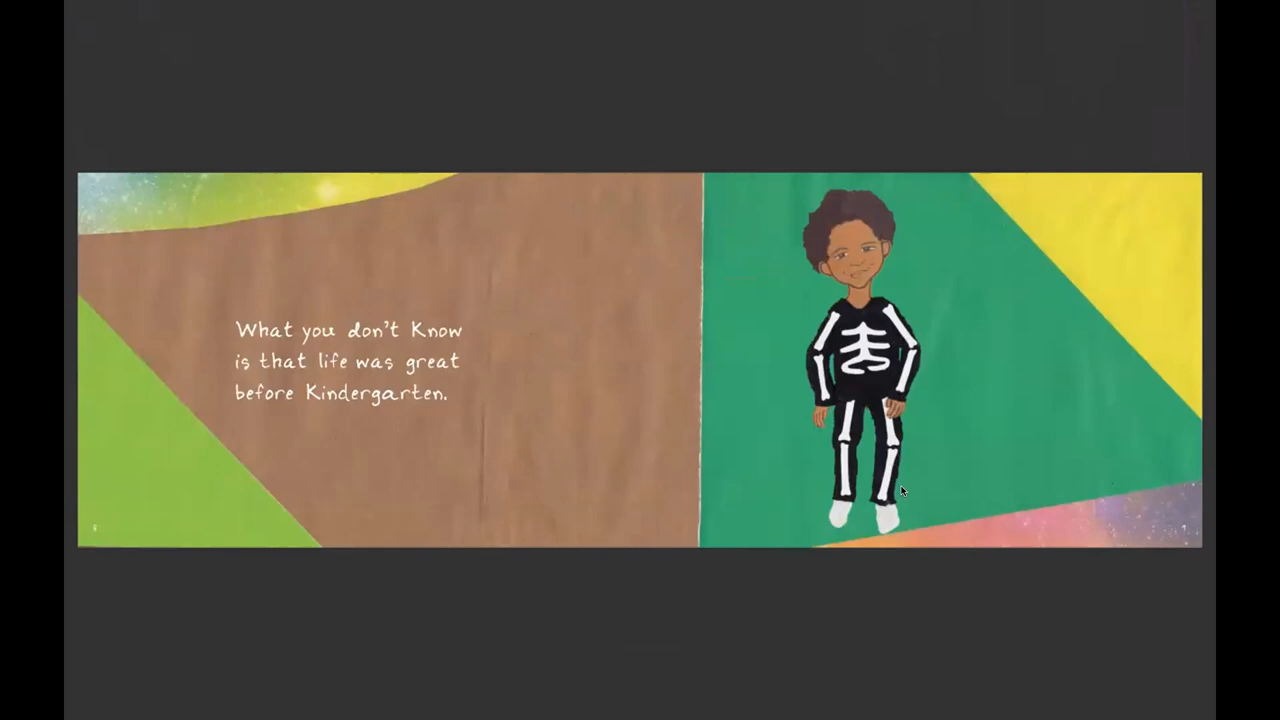 What you don't Know
is that life was great
before Kindergarten.